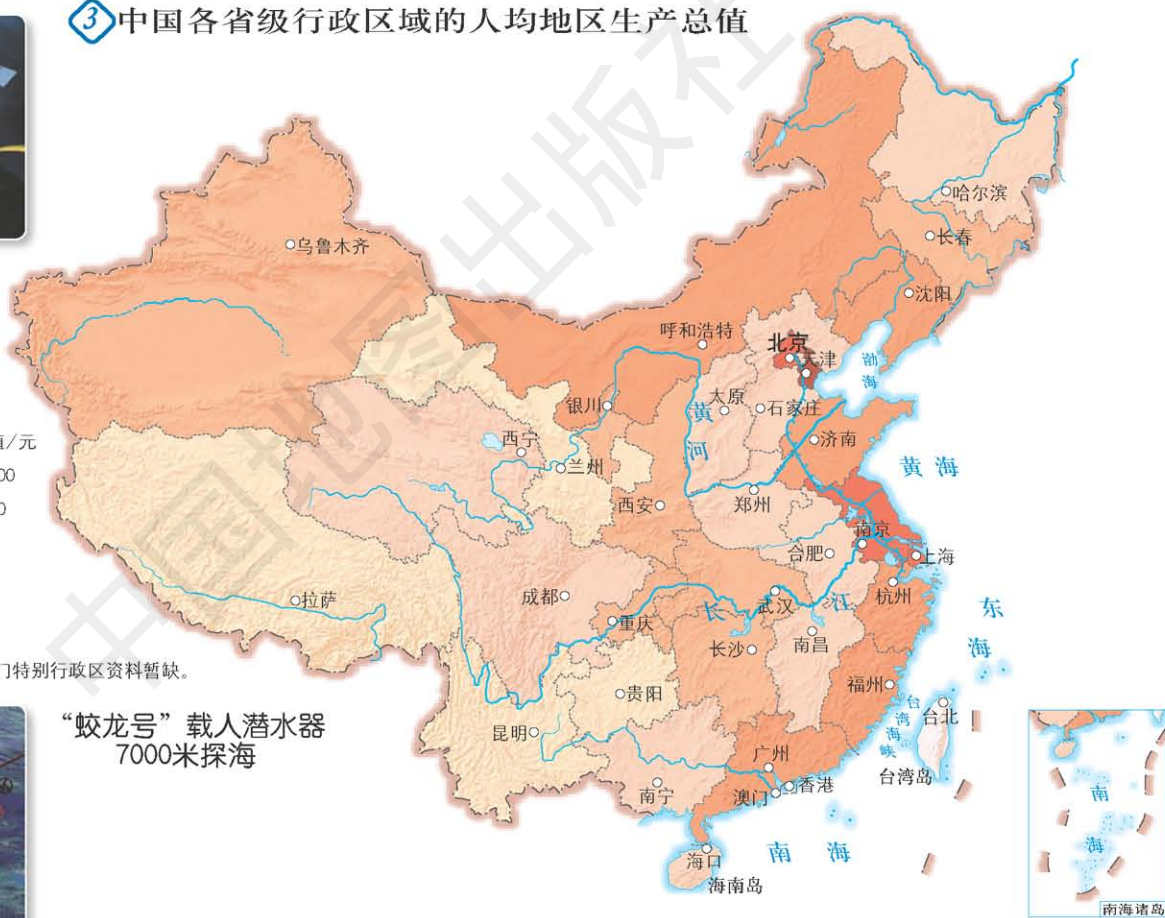 3 中国各省级行政区域的人均地区生产总值
哈尔滨
长春
乌鲁木齐
沈阳
呼和浩特
北京
天津
渤海
银川
太原
石家庄
黄河
济南
值/元
西宁
兰州
黄海
00
0
西安
郑州
南京
合肥
上海
拉萨
成都
武汉
长江
杭州
东海
重庆
南昌
长沙
门特别行政区资料暂缺。
贵阳
福州
台湾海峡
台北
“蛟龙号”载人潜水器
7000米探海
昆明
广州
台湾岛
香港
澳门
南宁
南海
海口
海南岛
南海
南海诸岛
中国地图出版社